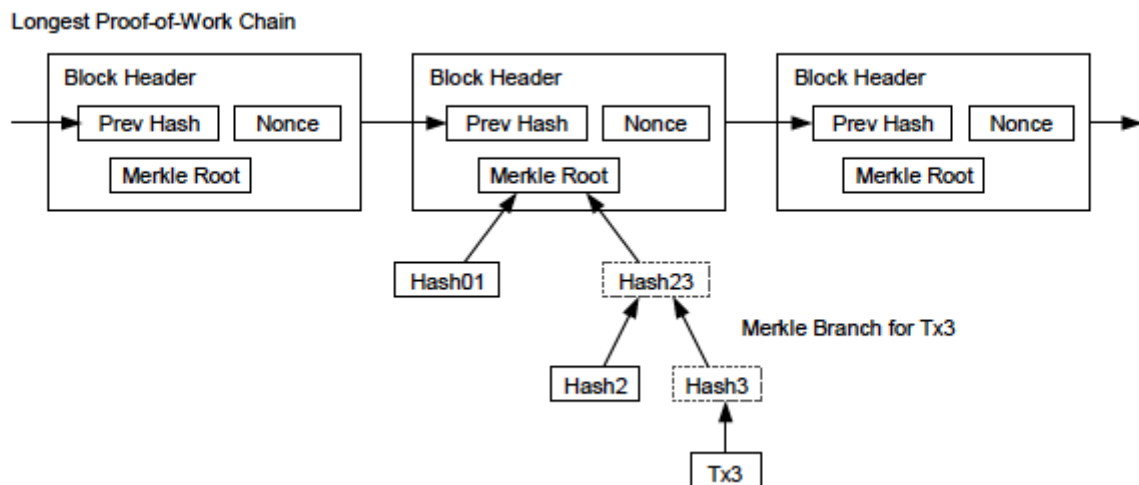 Longest Proof-of-Work Chain
Block Header
Prev Hash
Nonce
Merkle Root
Block Header
Prev Hash
Nonce
Merkle Root
Block Header
Prev Hash
Nonce
Merkle Root
Hash01
Hash23
Merkle Branch for Tx3
Hash2
Hash3
Tx3